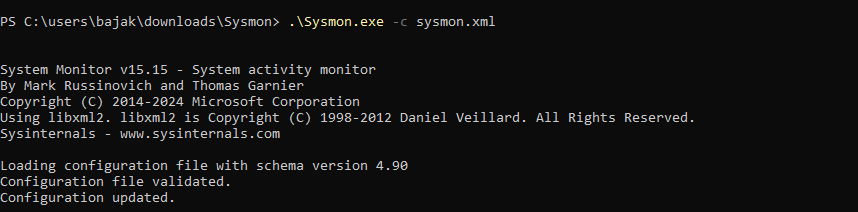 PS C:\users\bajak\downloads\Sysmon> .\Sysmon.exe -c sysmon.xml
System Monitor v15.15 - System activity monitor
By Mark Russinovich and Thomas Garnier
Copyright (C) 2014-2024 Microsoft Corporation
Using libxml2. libxml2 is Copyright (C) 1998-2012 Daniel Veillard. All Rights Reserved.
Sysinternals - www.sysinternals.com
Loading configuration file with schema version 4.90
Configuration file validated.
Configuration updated.